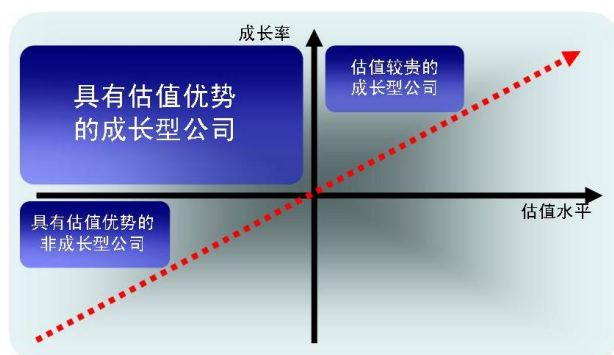 成长率
具有估值优势
的成长型公司
估值较贵的
成长型公司
估值水平
具有估值优势的
非成长型公司